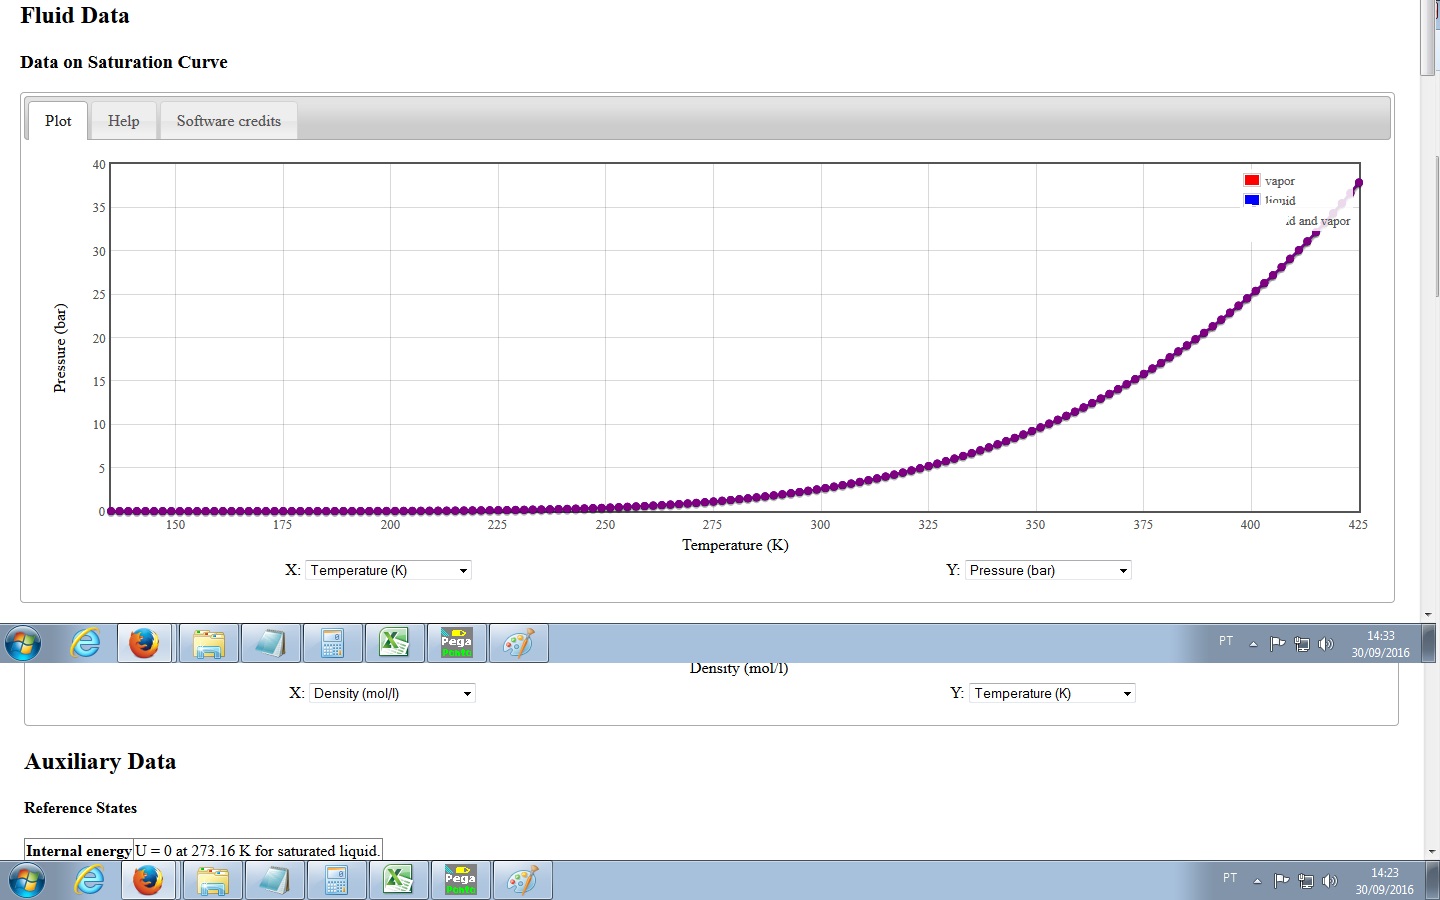 Fluid Data
Data on Saturation Curve
Plot Help Software credits
40
35
30
25
20
15
10
5
0
Pressure (bar)
vapor
liquid
d and vapor
150 175 200 225 250 275 300 325 350 375 400 425
Temperature (K)
X: Temperature (K) Y: Pressure (bar)
Pega
Ponto
PT 14:33
30/09/2016
Density (mol/l)
X: Density (mol/l) Y: Temperature (K)
Auxiliary Data
Reference States
Internal energy U = 0 at 273.16 K for saturated liquid.
Pega
Ponto
PT 14:23
30/09/2016